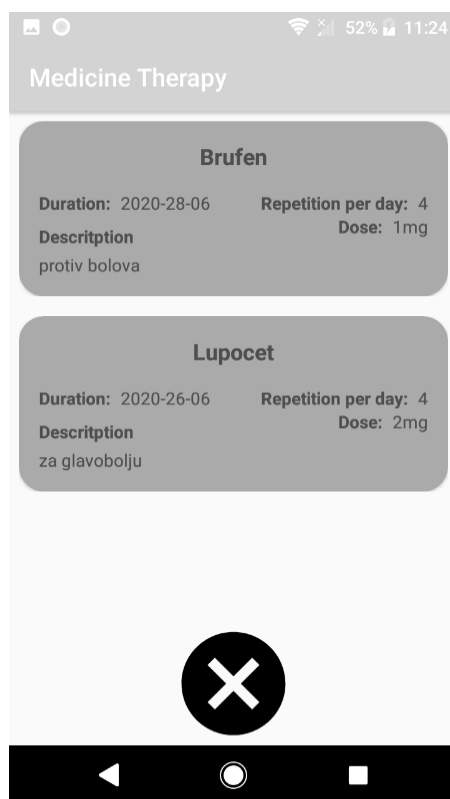 52% 11:24
Medicine Therapy
Brufen
Duration: 2020-28-06 Repetition per day: 4
Dose: 1mg
Descritption
protiv bolova
Lupocet
Duration: 2020-26-06 Repetition per day: 4
Dose: 2mg
Descritption
za glavobolju